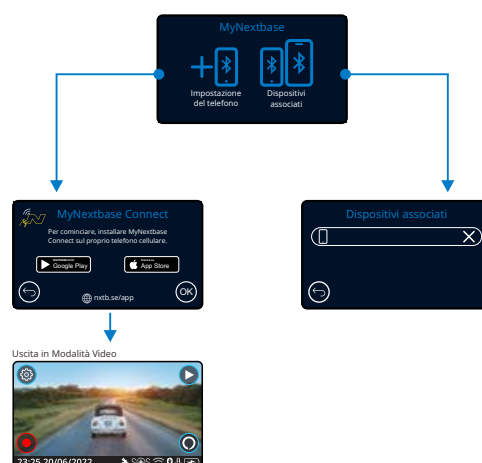 MyNextbase
Impostazione
del telefono
Dispositivi
associati
MyNextbase Connect
Per cominciare, installare MyNextbase
Connect sul proprio telefono cellulare.
Google Play
App Store
OK
nxtb.se/app
Dispositivi associati
Uscita in Modalità Video
23:25 20/06/2022
SOS